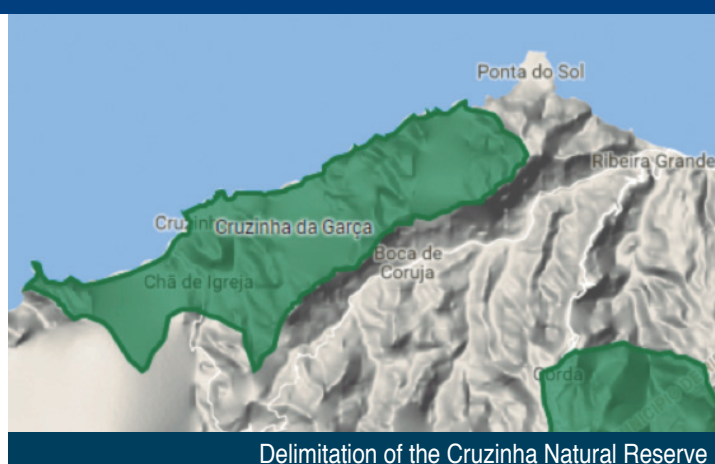 Ponta do Sol
Ribeira Grande
Cruzinh
Cruzinha da Garça
Boca de
Coruja
Chã de Igreja
Corda
Delimitation of the Cruzinha Natural Reserve